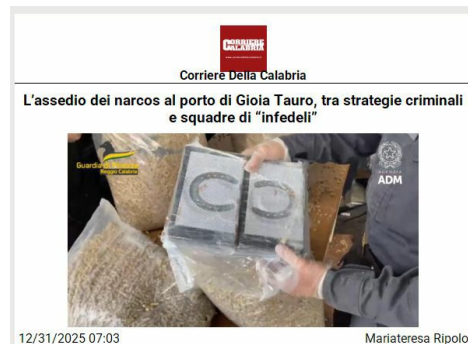 CORRIERE
CALABRIA
Corriere Della Calabria
L’assedio dei narcos al porto di Gioia Tauro, tra strategie criminali
e squadre di “infedeli”
Guardia di Finanza
Reggio Calabria
ADM
12/31/2025 07:03
Mariateresa Ripolo